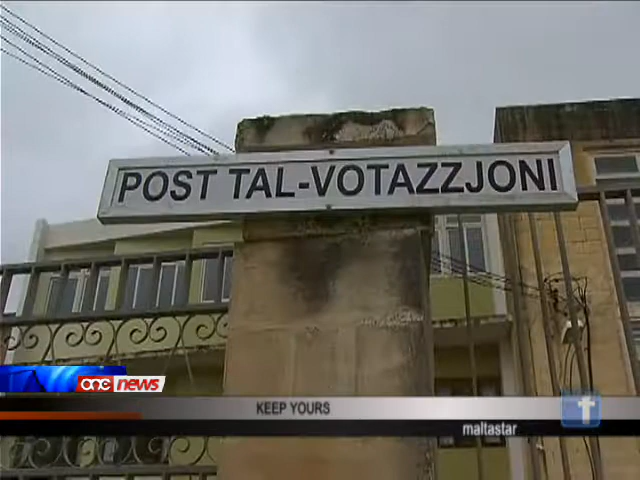 POST TAL-VOTAZZJONI
one NEWS
KEEP YOURS
f
maltastar